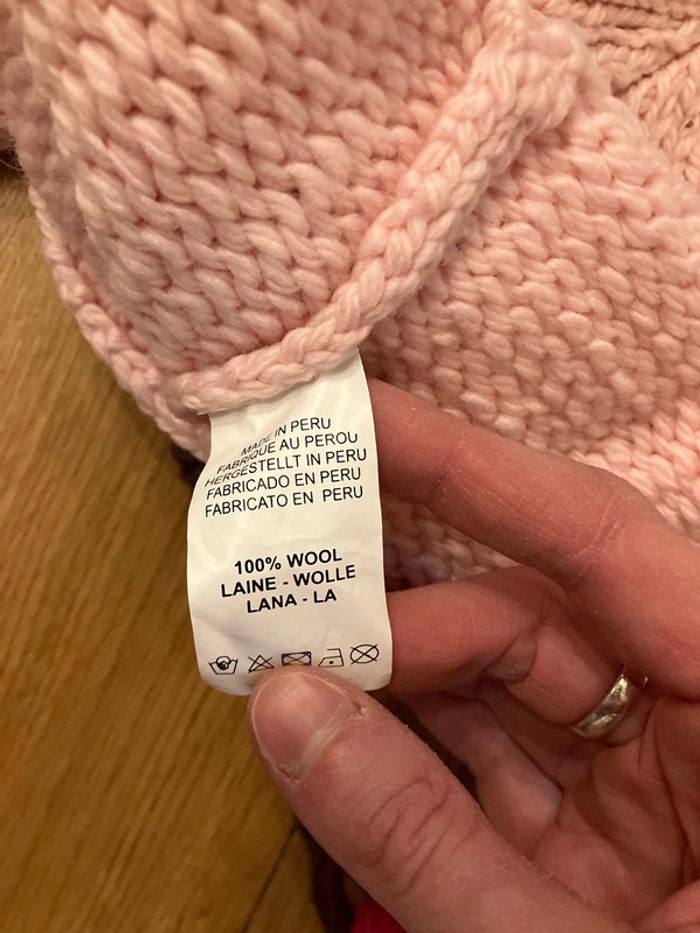 MADE IN PERU
FABRIQUE AU PEROU
HERGESTELLT IN PERU
FABRICADO EN PERU
FABRICATO EN PERU
100% WOOL
LAINE - WOLLE
LANA - LA